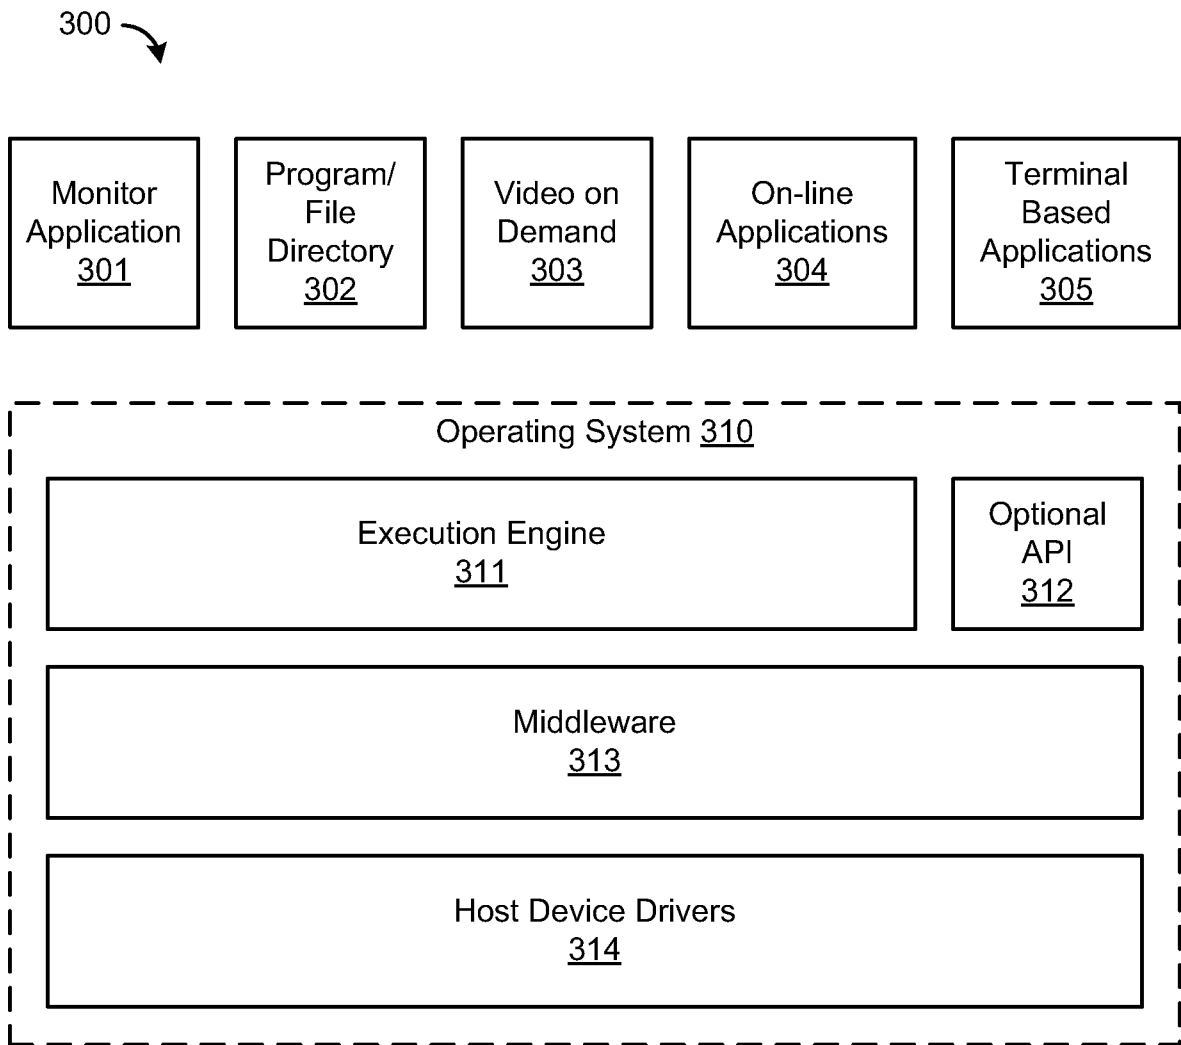 300
Monitor
Application
301
Program/
File
Directory
302
Video on
Demand
303
On-line
Applications
304
Terminal
Based
Applications
305
Operating System 310
Execution Engine
311
Optional
API
312
Middleware
313
Host Device Drivers
314